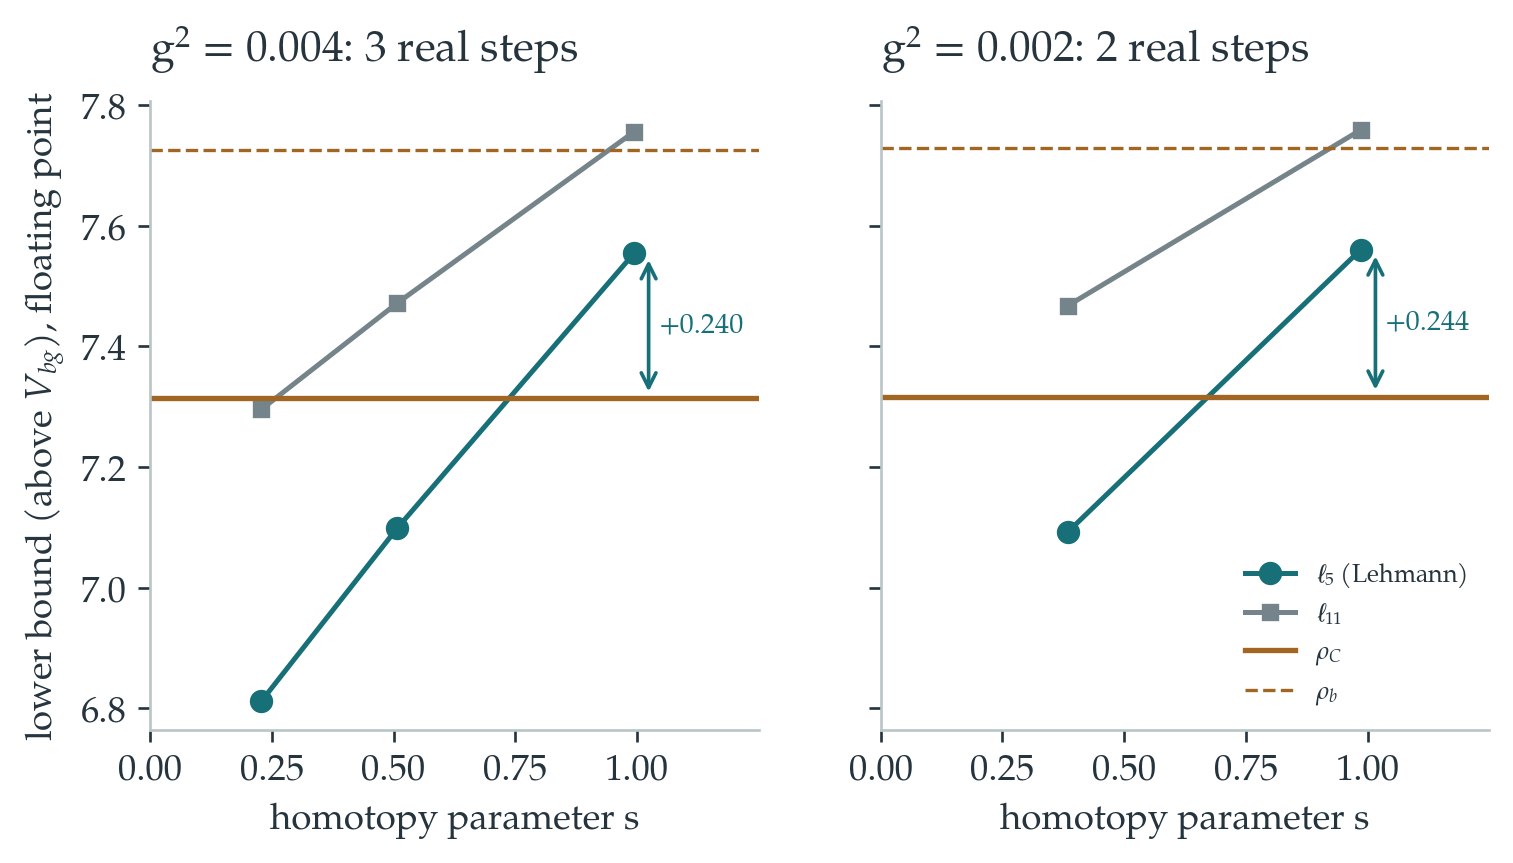 g² = 0.004: 3 real steps
g² = 0.002: 2 real steps
lower bound (above V_bg), floating point
7.8
7.6
7.4
7.2
7.0
6.8
+0.240
+0.244
ℓ₅ (Lehmann)
ℓ₁₁
ρ_C
ρ_b
0.00 0.25 0.50 0.75 1.00
0.00 0.25 0.50 0.75 1.00
homotopy parameter s
homotopy parameter s